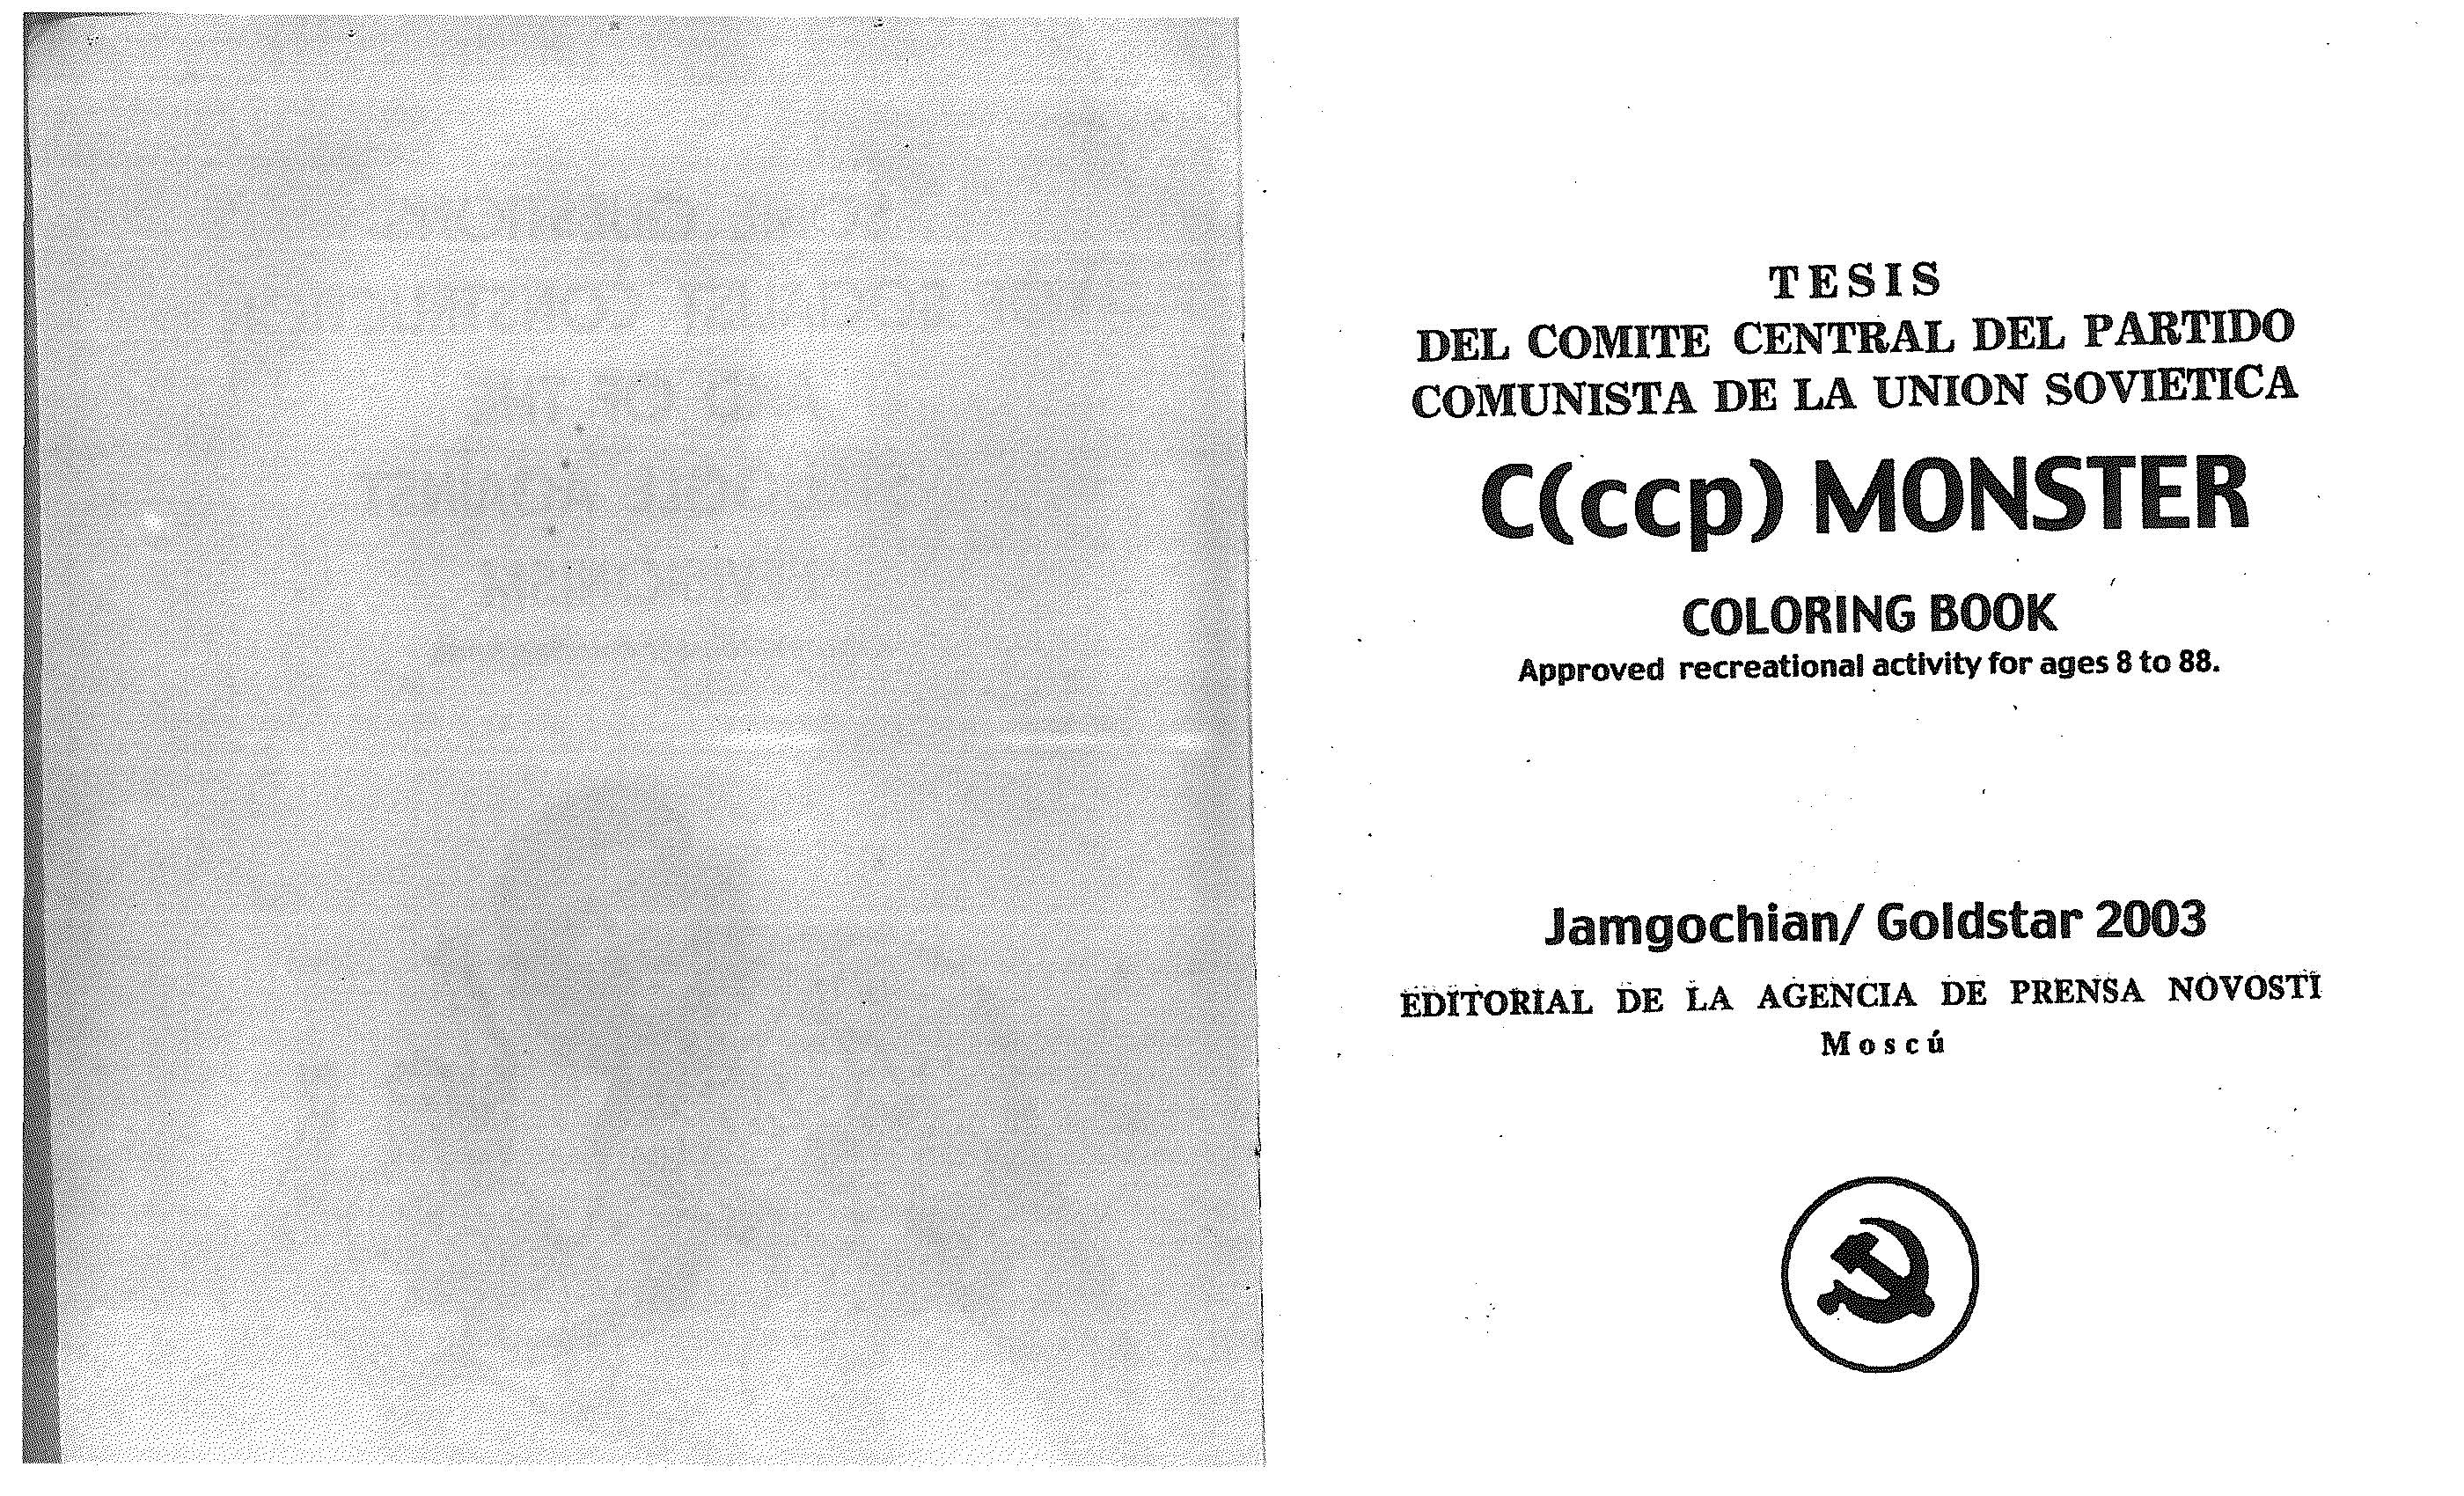 TESIS
DEL COMITE CENTRAL DEL PARTIDO
COMUNISTA DE LA UNION SOVIETICA
C(ccp) MONSTER
COLORING BOOK
Approved recreational activity for ages 8 to 88.
Jamgochian/ Goldstar 2003
EDITORIAL DE LA AGENCIA DE PRENSA NOVOSTI
Moscú